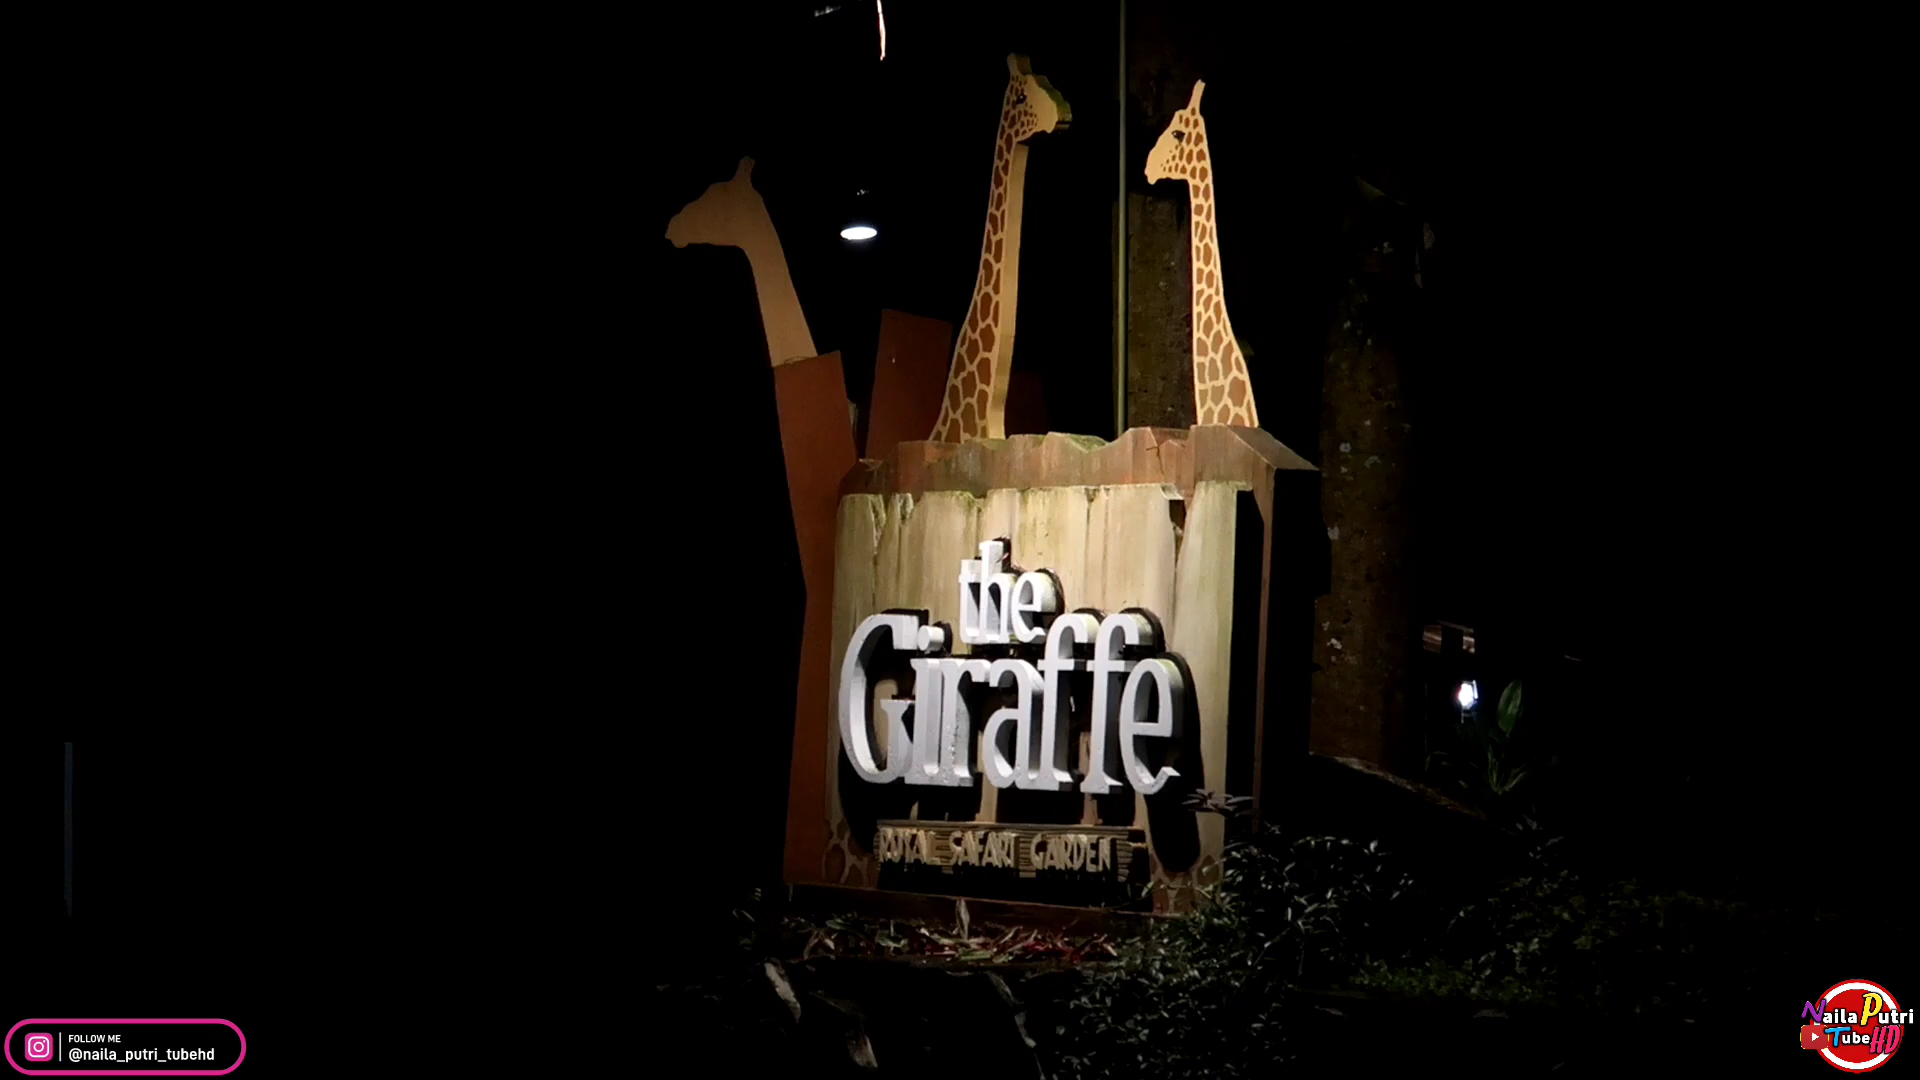 the
Giraffe
ROYAL SAFARI GARDEN
FOLLOW ME
@naila_putri_tubehd
Naila Putri
Tube HD